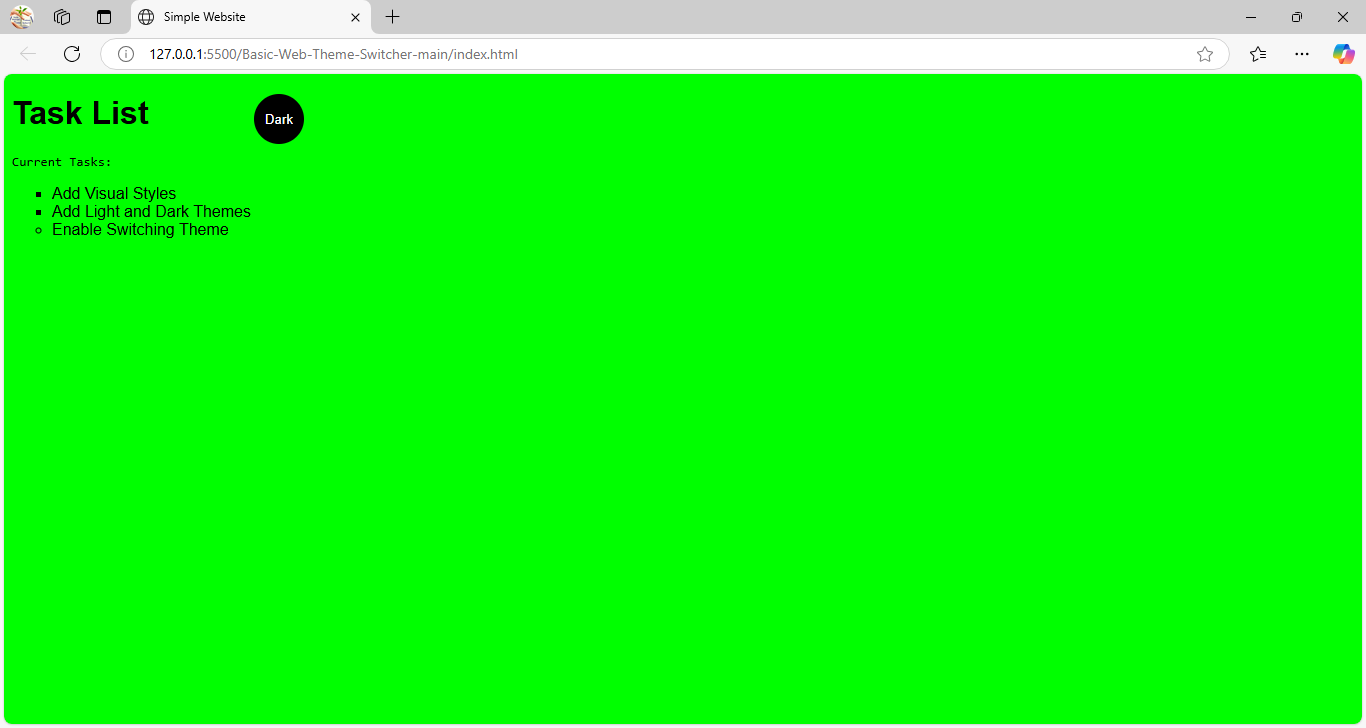 Simple Website
127.0.0.1:5500/Basic-Web-Theme-Switcher-main/index.html
Task List
Dark
Current Tasks:
Add Visual Styles
Add Light and Dark Themes
Enable Switching Theme